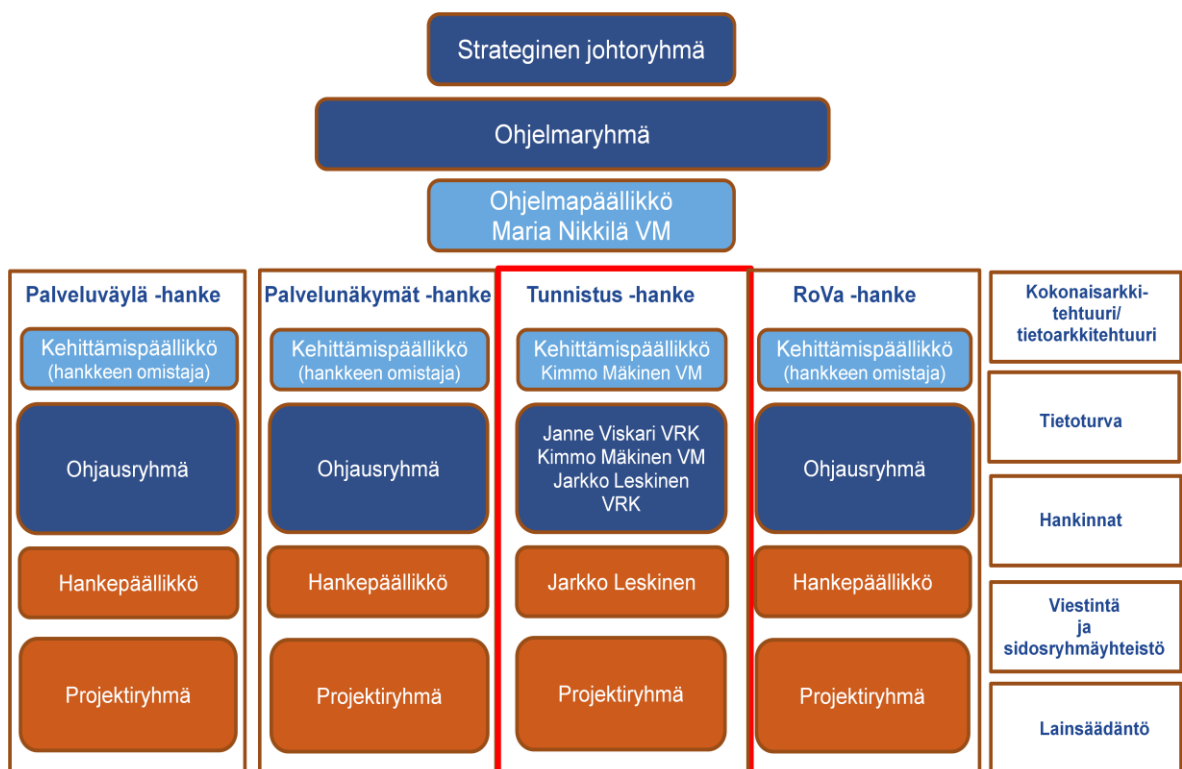 Strateginen johtoryhmä
Ohjelmaryhmä
Ohjelmapäällikkö
Maria Nikkilä VM
Palveluväylä -hanke
Kehittämispäällikkö
(hankkeen omistaja)
Ohjausryhmä
Hankepäällikkö
Projektiryhmä
Palvelunäkymät -hanke
Kehittämispäällikkö
(hankkeen omistaja)
Ohjausryhmä
Hankepäällikkö
Projektiryhmä
Tunnistus -hanke
Kehittämispäällikkö
Kimmo Mäkinen VM
Janne Viskari VRK
Kimmo Mäkinen VM
Jarkko Leskinen
VRK
Jarkko Leskinen
Projektiryhmä
RoVa -hanke
Kehittämispäällikkö
(hankkeen omistaja)
Ohjausryhmä
Hankepäällikkö
Projektiryhmä
Kokonaisarkki-
tehtuuri/
tietoarkkitehtuuri
Tietoturva
Hankinnat
Viestintä
ja
sidosryhmäyhteistö
Lainsäädäntö